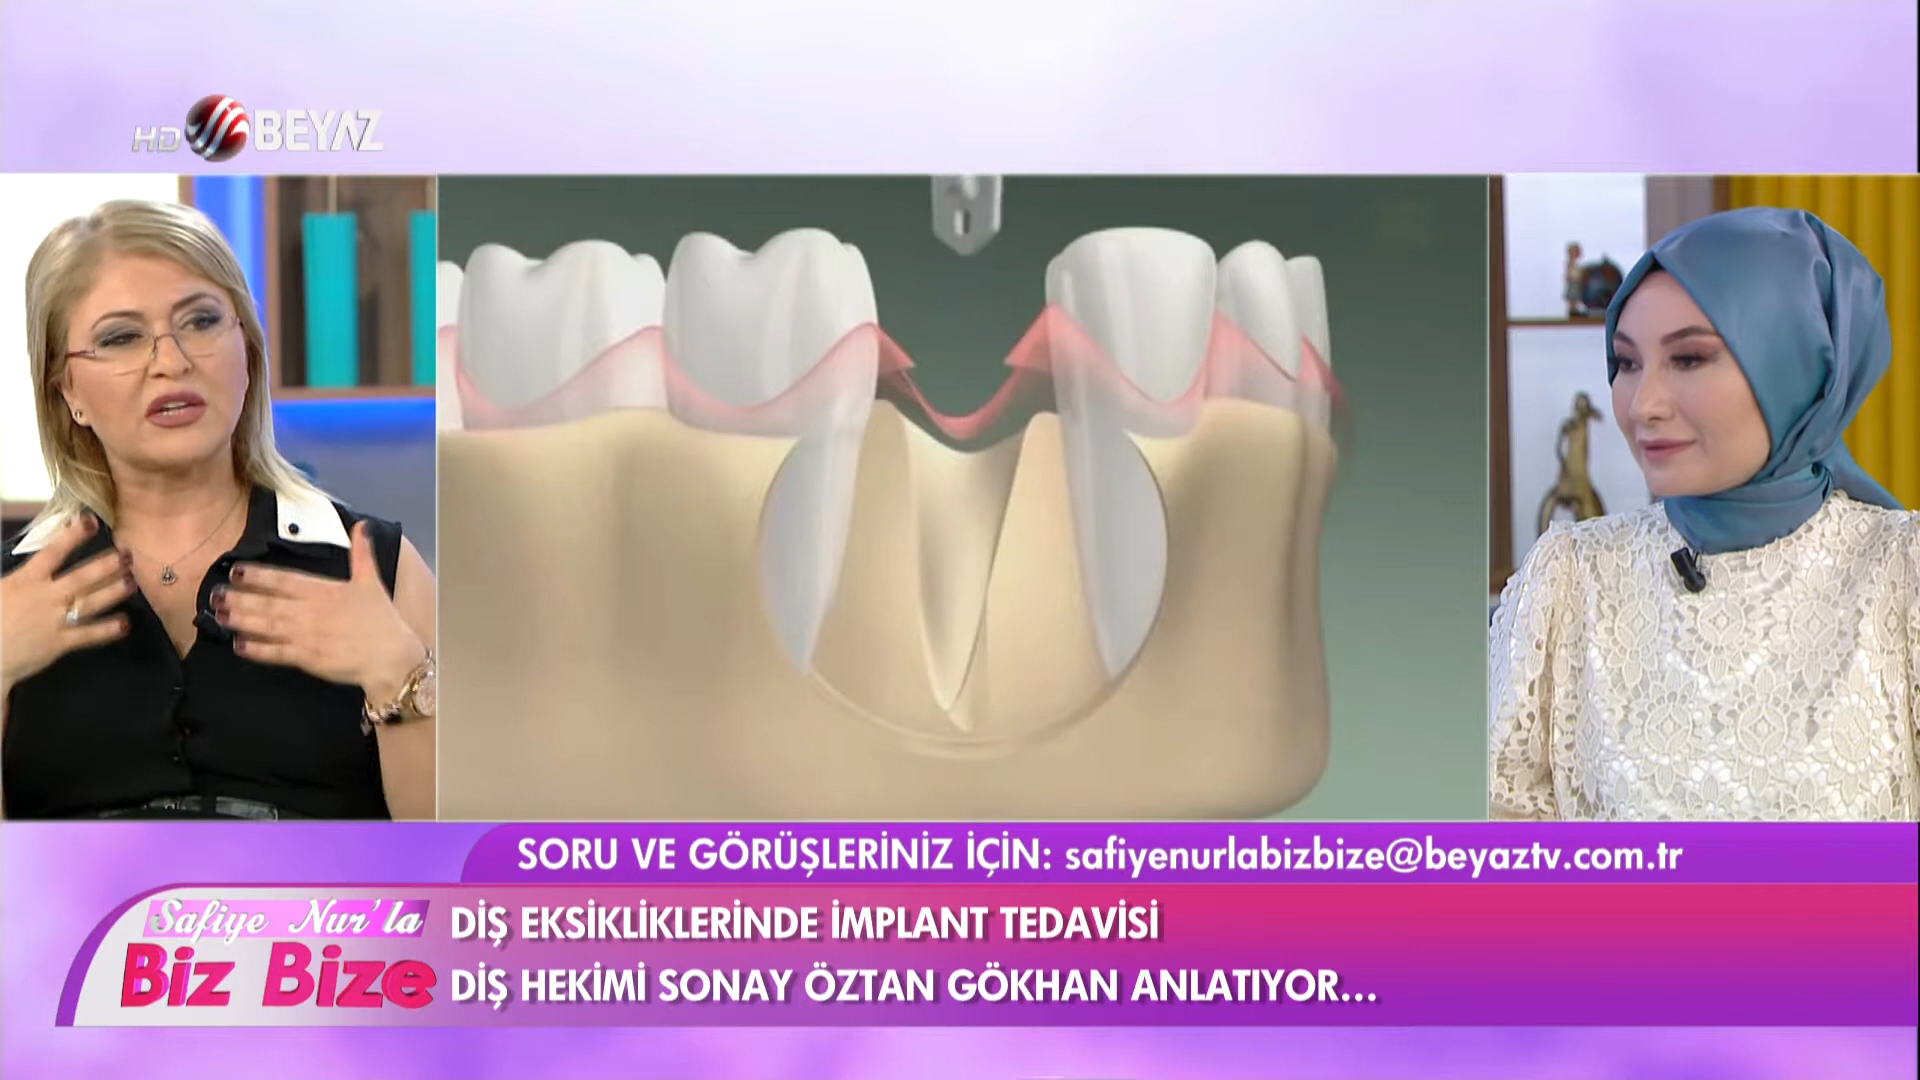 HD BEYAZ
SORU VE GÖRÜŞLERİNİZ İÇİN: safiyenurlabizbize@beyaztv.com.tr
Safiye Nur'la
Biz Bize
DİŞ EKSİKLİKLERİNDE İMPLANT TEDAVİSİ
DİŞ HEKİMİ SONAY ÖZTAN GÖKHAN ANLATIYOR...